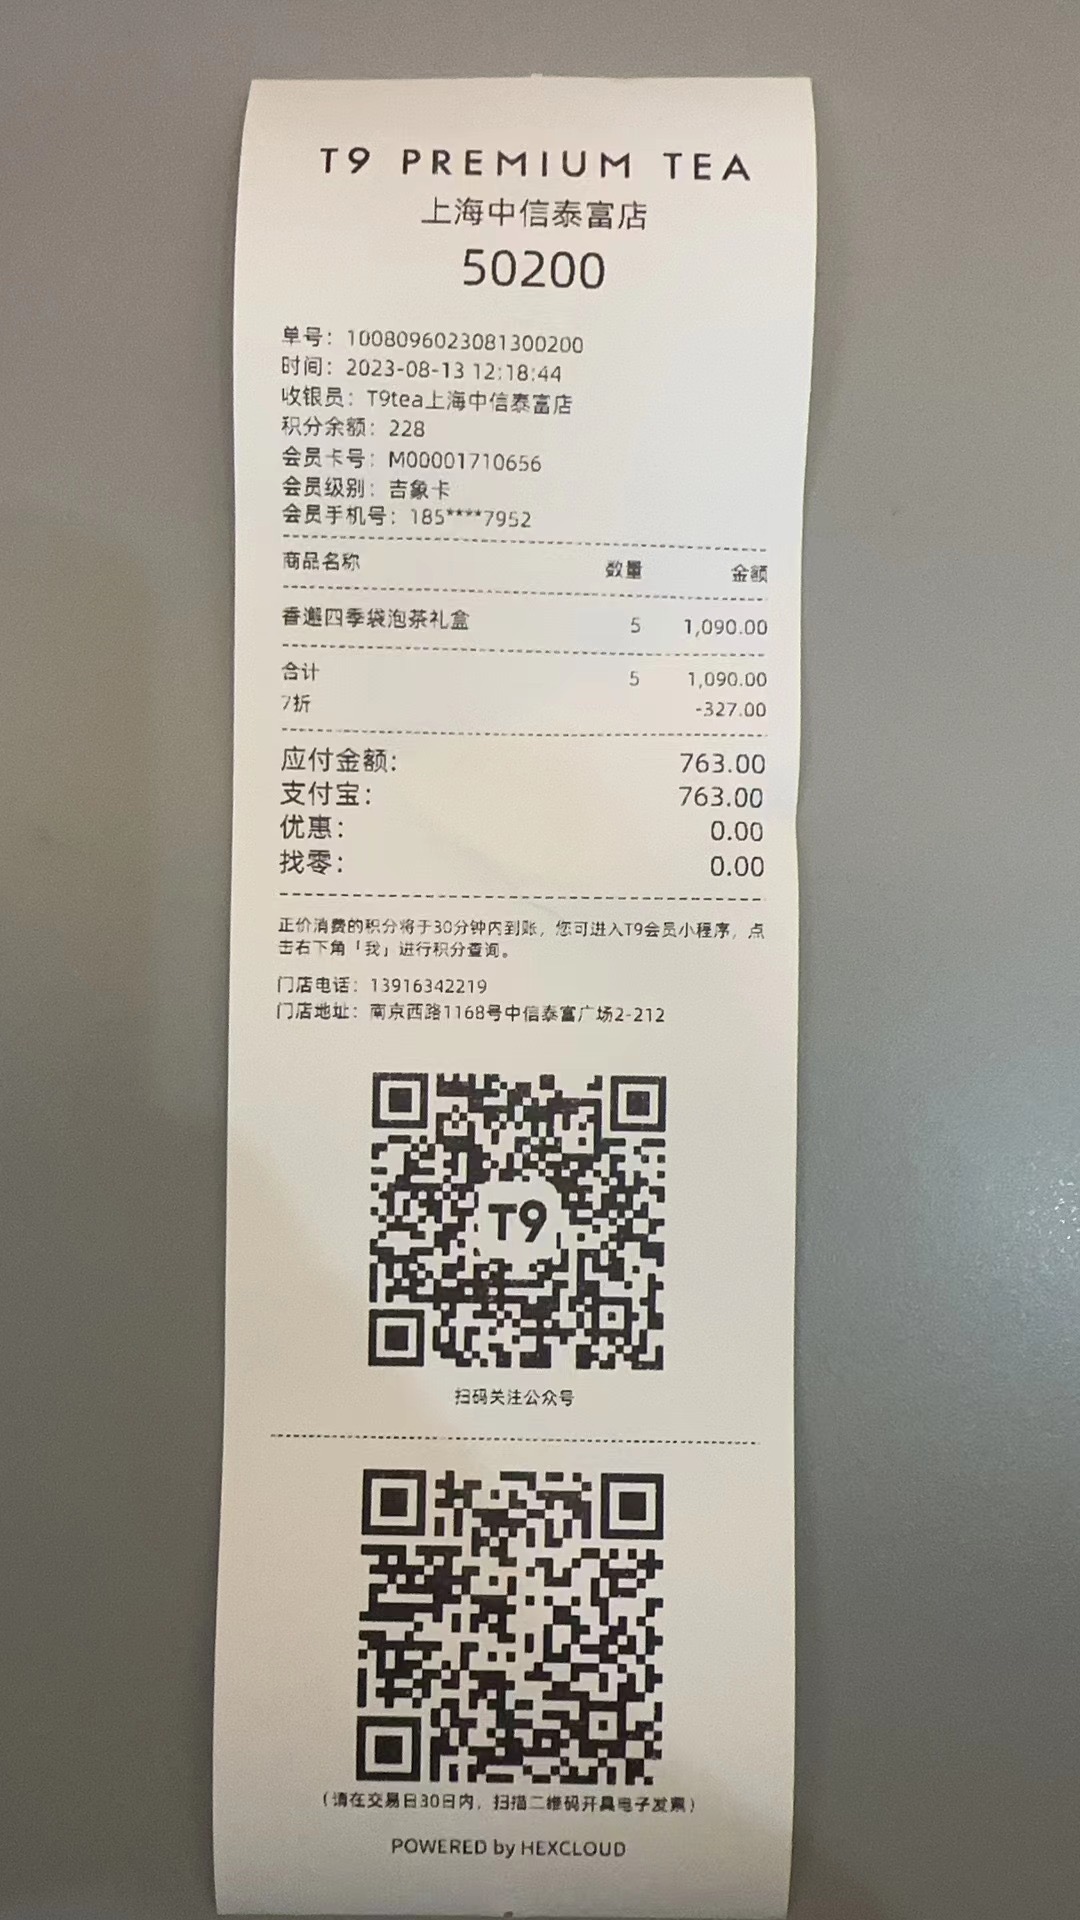 T9 PREMIUM TEA
上海中信泰富店
50200
单号：1008096023081300200
时间：2023-08-13 12:18:44
收银员：T9tea上海中信泰富店
积分余额：228
会员卡号：M00001710656
会员级别：吉象卡
会员手机号：185****7952
商品名称 数量 金额
香邂四季袋泡茶礼盒 5 1,090.00
合计 5 1,090.00
7折 -327.00
应付金额： 763.00
支付宝： 763.00
优惠： 0.00
找零： 0.00
正价消费的积分将于30分钟内到账，您可进入T9会员小程序，点
击右下角「我」进行积分查询。
门店电话：13916342219
门店地址：南京西路1168号中信泰富广场2-212
T9
扫码关注公众号
（请在交易日30日内，扫描二维码开具电子发票）
POWERED by HEXCLOUD